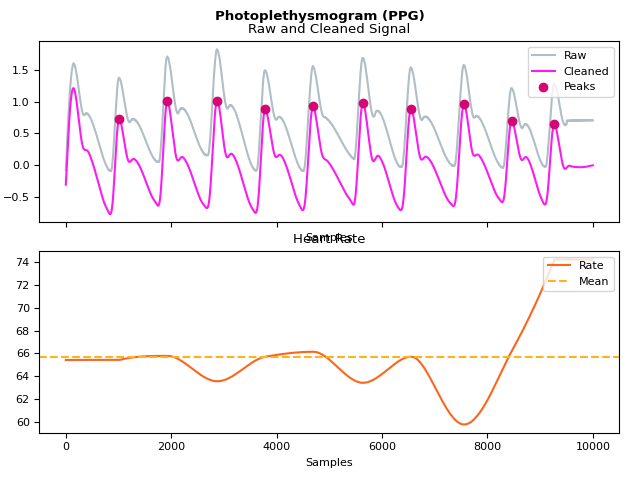 Photoplethysmogram (PPG)
Raw and Cleaned Signal
Raw
Cleaned
Peaks
1.5
1.0
0.5
0.0
−0.5
Samples
Heart Rate
Rate
Mean
74
72
70
68
66
64
62
60
0 2000 4000 6000 8000 10000
Samples